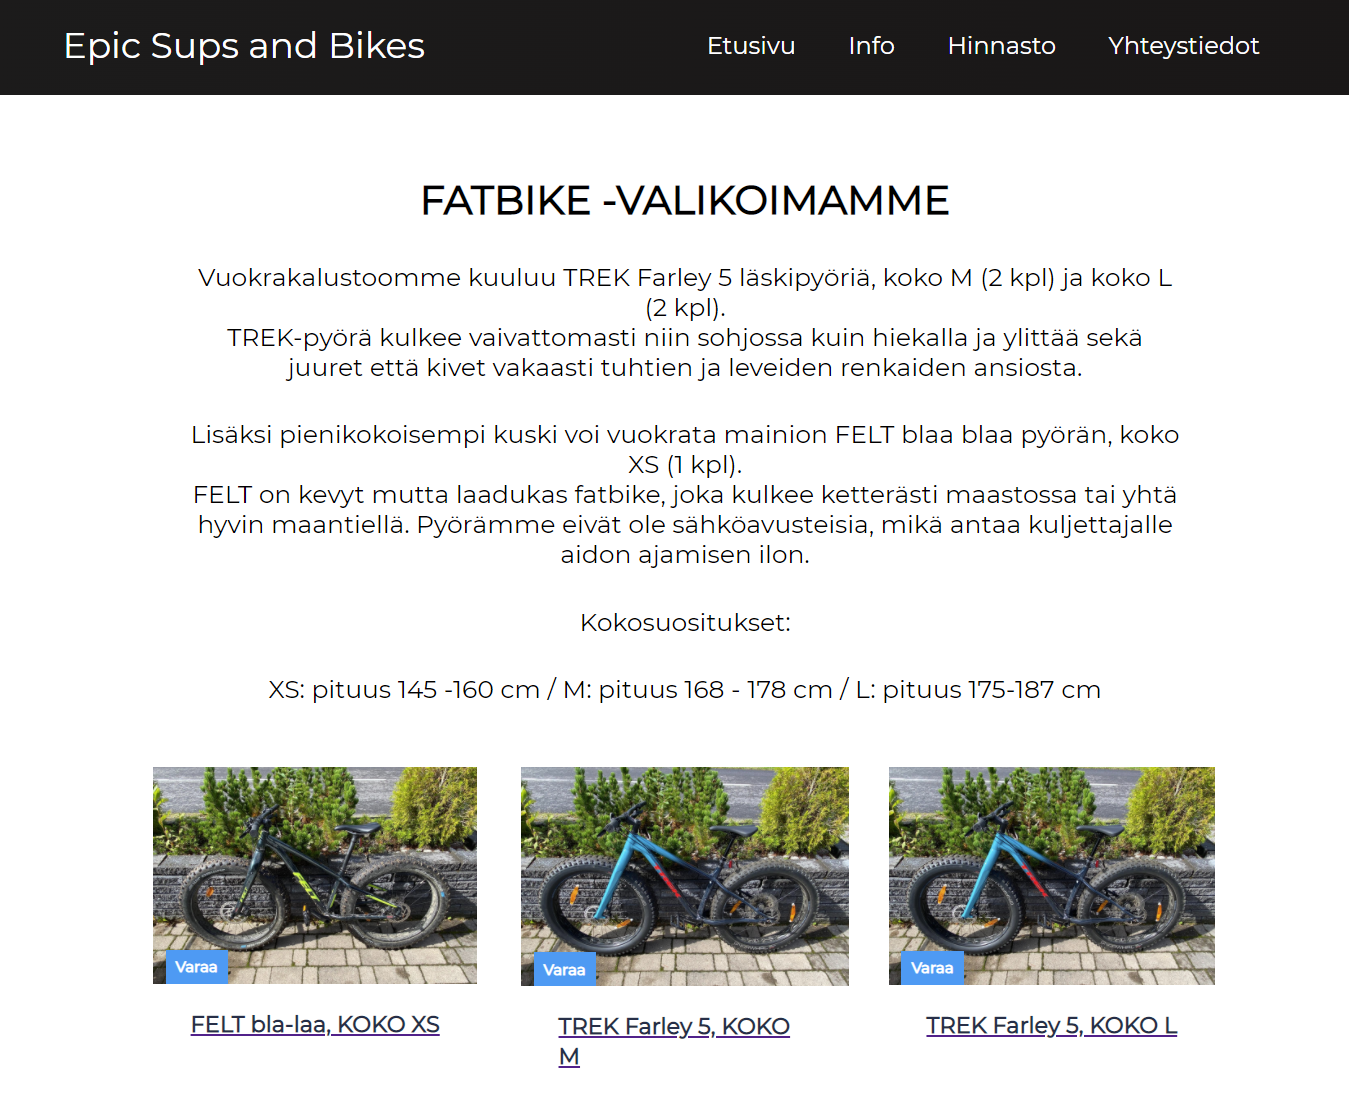 Epic Sups and Bikes
Etusivu Info Hinnasto Yhteystiedot
FATBIKE -VALIKOIMAMME
Vuokrakalustoomme kuuluu TREK Farley 5 läskipyöriä, koko M (2 kpl) ja koko L
(2 kpl).
TREK-pyörä kulkee vaivattomasti niin sohjossa kuin hiekalla ja ylittää sekä
juuret että kivet vakaasti tuhtien ja leveiden renkaiden ansiosta.
Lisäksi pienikokoisempi kuski voi vuokrata mainion FELT blaa blaa pyörän, koko
XS (1 kpl).
FELT on kevyt mutta laadukas fatbike, joka kulkee ketterästi maastossa tai yhtä
hyvin maantiellä. Pyörämme eivät ole sähköavusteisia, mikä antaa kuljettajalle
aidon ajamisen ilon.
Kokosuositukset:
XS: pituus 145 -160 cm / M: pituus 168 - 178 cm / L: pituus 175-187 cm
Varaa
FELT bla-laa, KOKO XS
Varaa
TREK Farley 5, KOKO
M
Varaa
TREK Farley 5, KOKO L